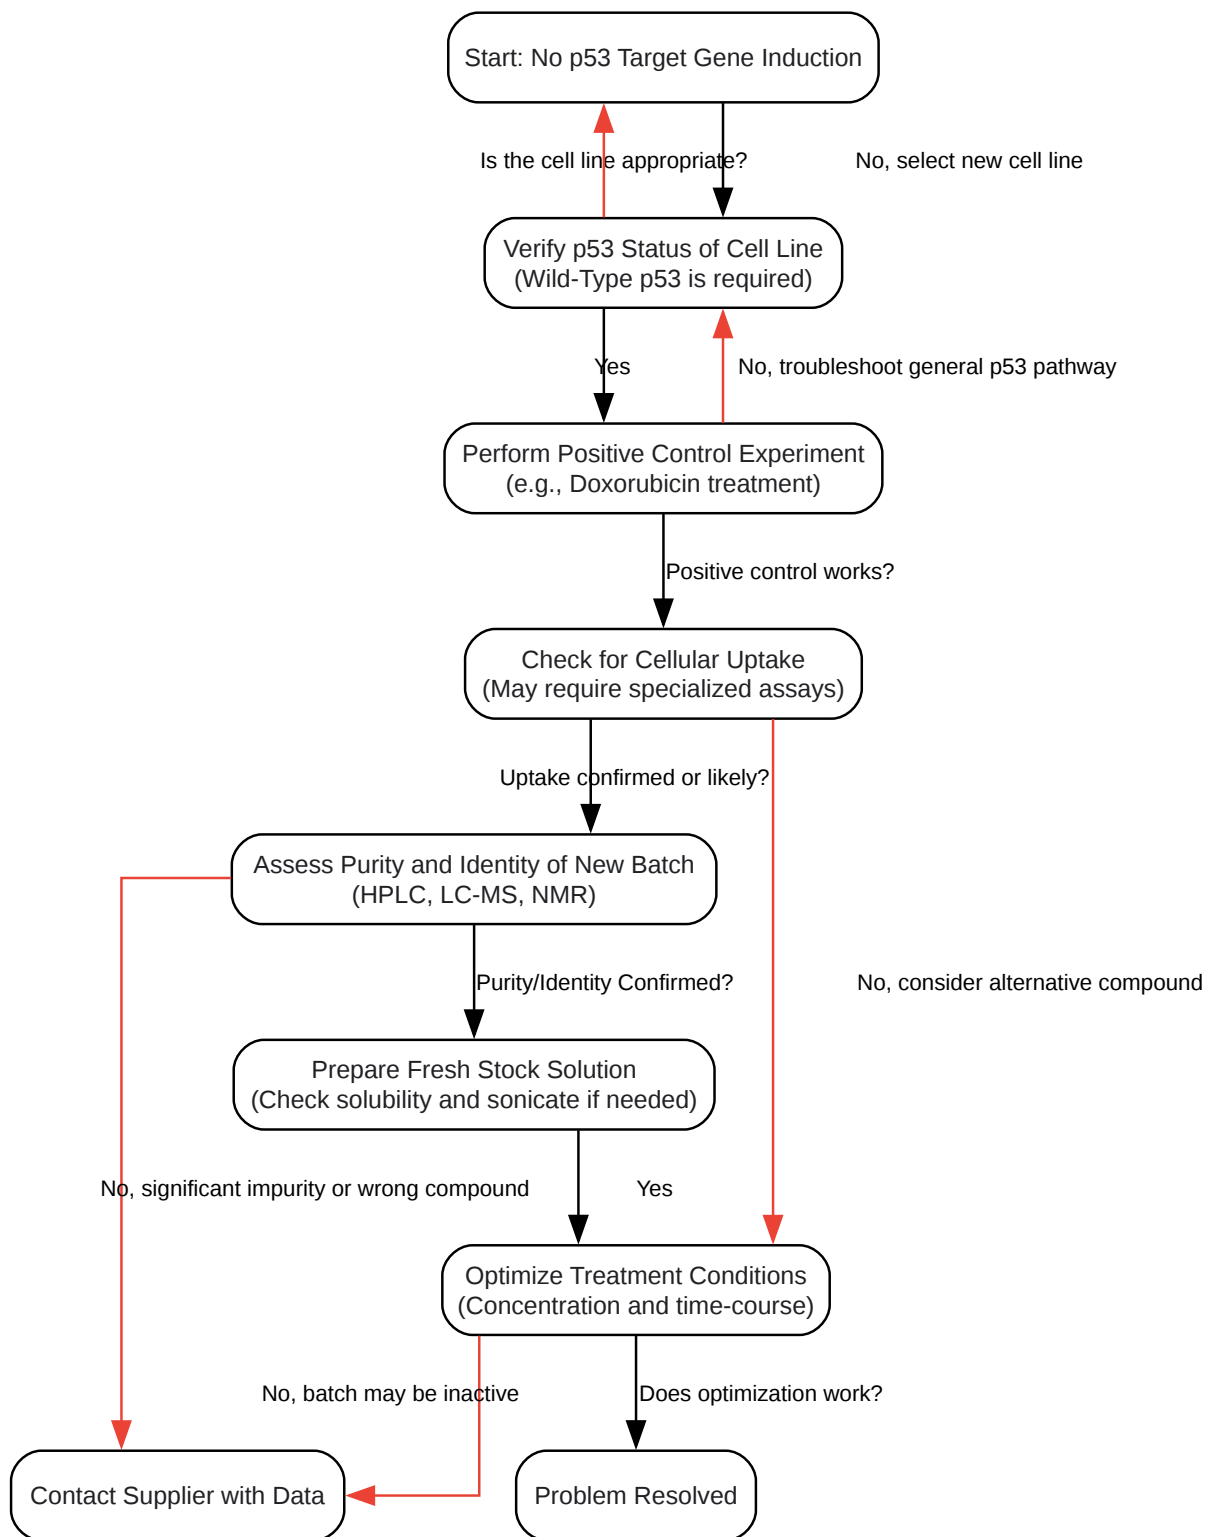 Start: No p53 Target Gene Induction
Is the cell line appropriate?
No, select new cell line
Verify p53 Status of Cell Line
(Wild-Type p53 is required)
Yes
No, troubleshoot general p53 pathway
Perform Positive Control Experiment
(e.g., Doxorubicin treatment)
Positive control works?
Check for Cellular Uptake
(May require specialized assays)
Uptake confirmed or likely?
Assess Purity and Identity of New Batch
(HPLC, LC-MS, NMR)
Purity/Identity Confirmed?
No, consider alternative compound
Prepare Fresh Stock Solution
(Check solubility and sonicate if needed)
No, significant impurity or wrong compound
Yes
Optimize Treatment Conditions
(Concentration and time-course)
No, batch may be inactive
Does optimization work?
Contact Supplier with Data
Problem Resolved